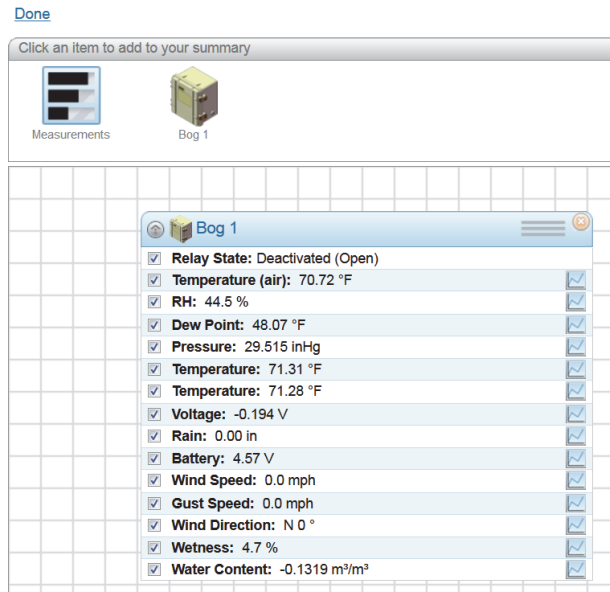 Done
Click an item to add to your summary
Measurements
Bog 1
Bog 1
Relay State: Deactivated (Open)
Temperature (air): 70.72 °F
RH: 44.5 %
Dew Point: 48.07 °F
Pressure: 29.515 inHg
Temperature: 71.31 °F
Temperature: 71.28 °F
Voltage: -0.194 V
Rain: 0.00 in
Battery: 4.57 V
Wind Speed: 0.0 mph
Gust Speed: 0.0 mph
Wind Direction: N 0 °
Wetness: 4.7 %
Water Content: -0.1319 m³/m³